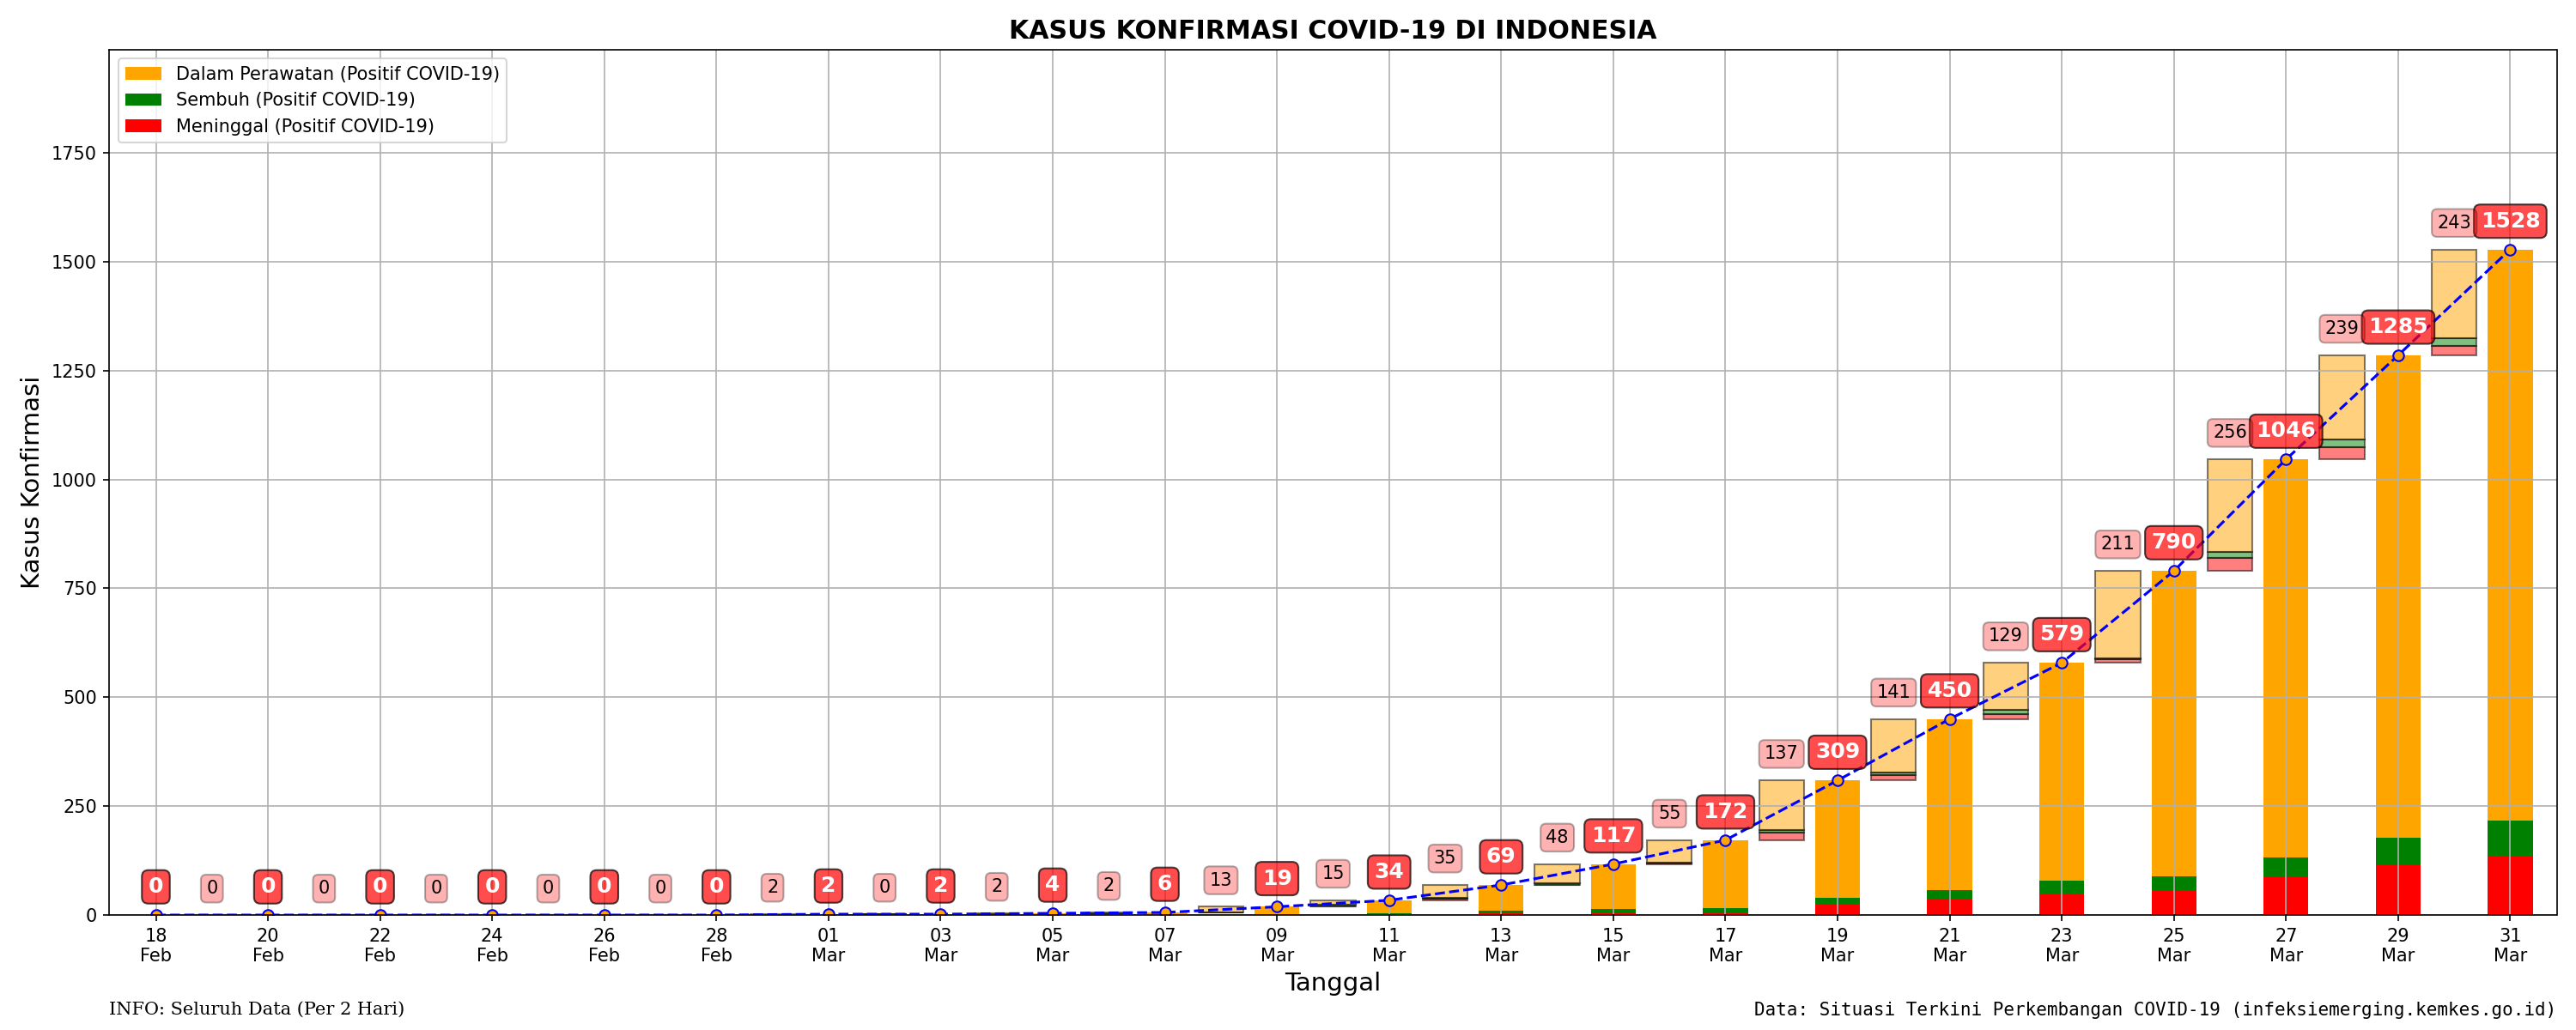 KASUS KONFIRMASI COVID-19 DI INDONESIA
Dalam Perawatan (Positif COVID-19)
Sembuh (Positif COVID-19)
Meninggal (Positif COVID-19)
Kasus Konfirmasi
1750
1500
1250
1000
750
500
250
0
0 0 0 0 0 0 0 0 0 0 0 2 2 0 2 2 4 2 6 13 19 15 34 35 69 48 117 55 172 137 309 141 450 129 579 211 790 256 1046 239 1285 243 1528
18 20 22 24 26 28 01 03 05 07 09 11 13 15 17 19 21 23 25 27 29 31
Feb Feb Feb Feb Feb Feb Mar Mar Mar Mar Mar Mar Mar Mar Mar Mar Mar Mar Mar Mar Mar Mar
Tanggal
INFO: Seluruh Data (Per 2 Hari)
Data: Situasi Terkini Perkembangan COVID-19 (infeksiemerging.kemkes.go.id)